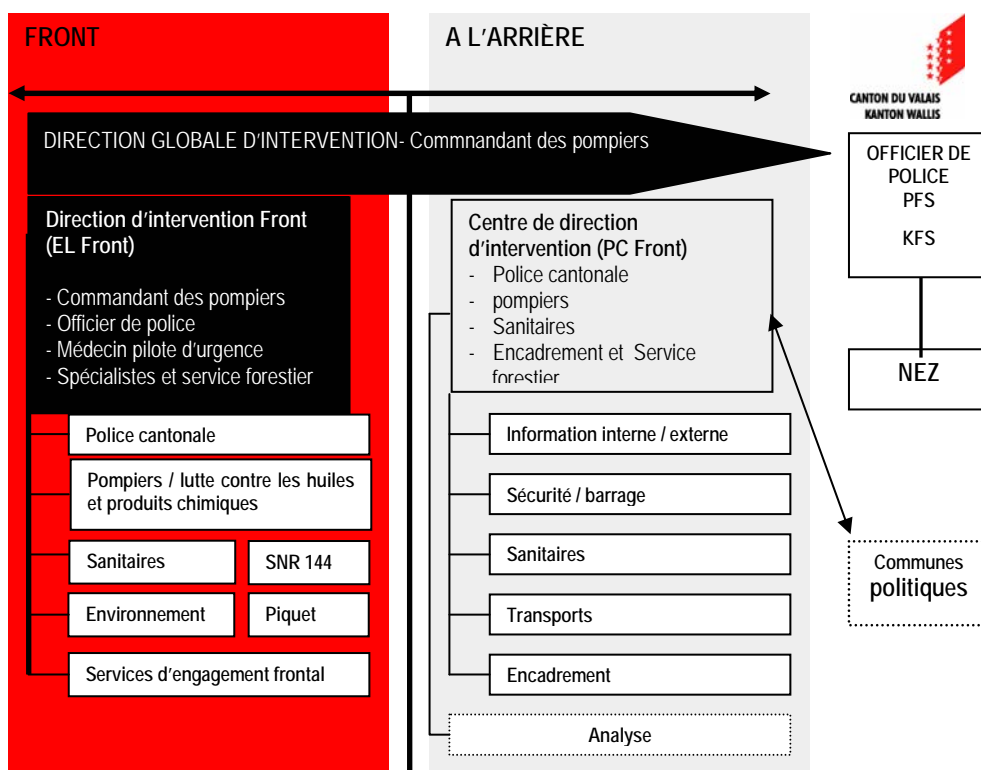 FRONT
A L'ARRIÈRE
CANTON DU VALAIS
KANTON WALLIS
DIRECTION GLOBALE D'INTERVENTION- Commnandant des pompiers
OFFICIER DE
POLICE
PFS
KFS
NEZ
Direction d'intervention Front
(EL Front)
- Commandant des pompiers
- Officier de police
- Médecin pilote d'urgence
- Spécialistes et service forestier
Police cantonale
Pompiers / lutte contre les huiles
et produits chimiques
Sanitaires
SNR 144
Environnement
Piquet
Services d'engagement frontal
Centre de direction
d'intervention (PC Front)
- Police cantonale
- pompiers
- Sanitaires
- Encadrement et Service
forestier
Information interne / externe
Sécurité / barrage
Sanitaires
Transports
Encadrement
Analyse
Communes
politiques